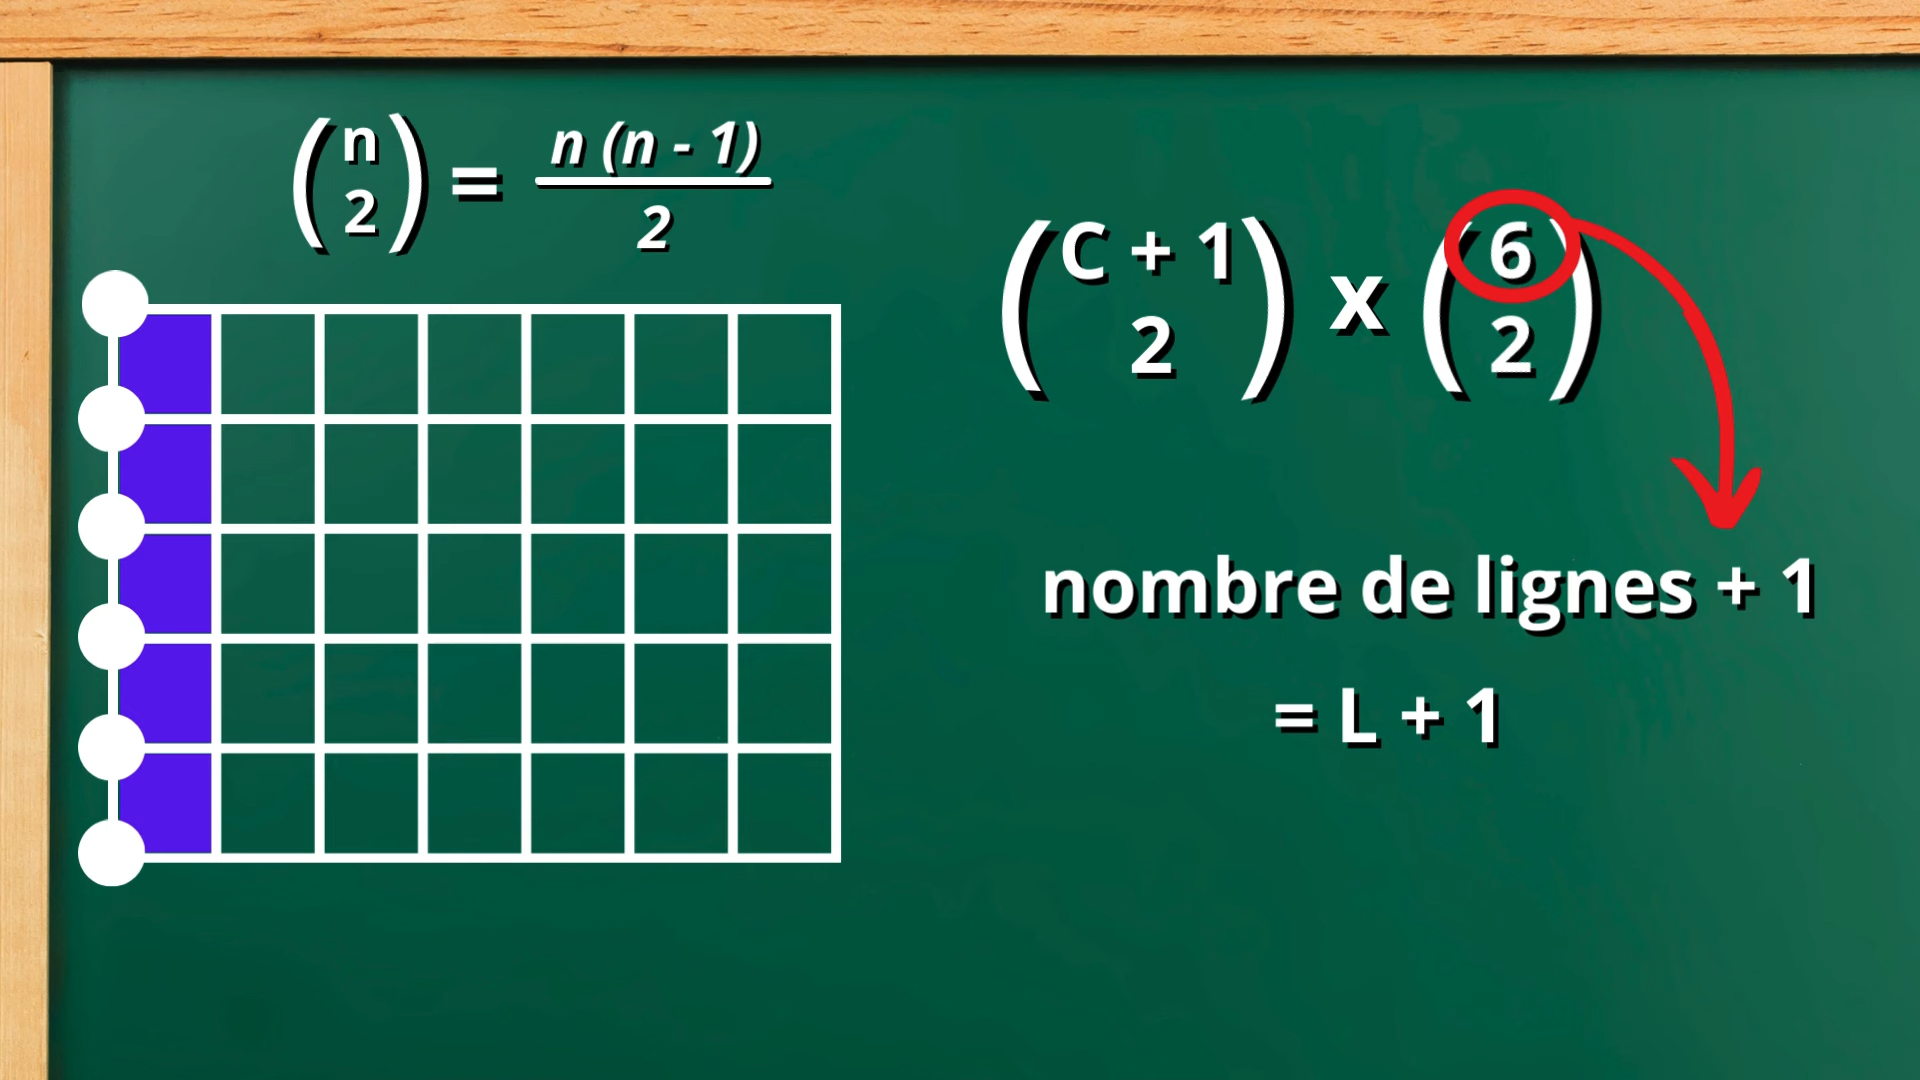 (n 2) = n (n - 1) / 2
(C + 1 2) x (6 2)
nombre de lignes + 1
= L + 1